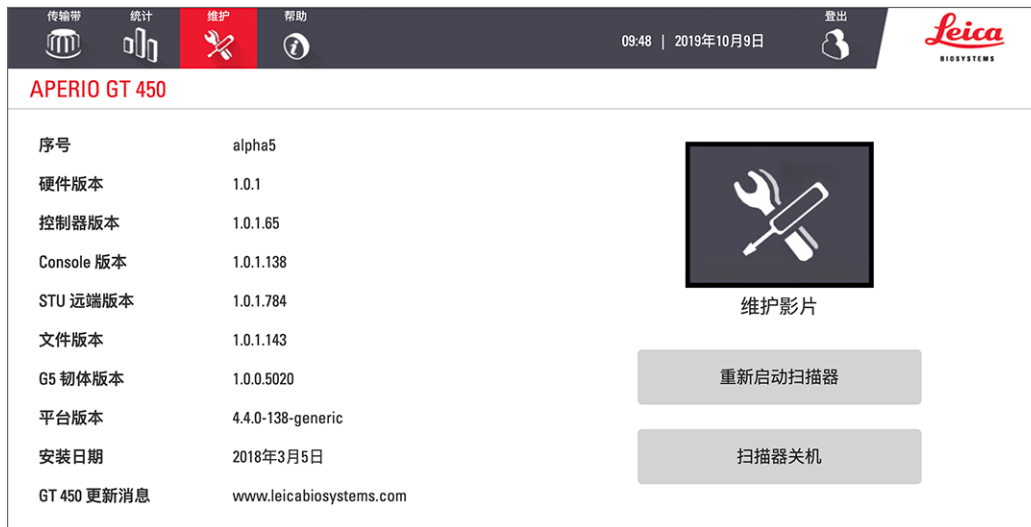 传输带 统计 维护 帮助 登出
09:48 | 2019年10月9日
Leica
BIOSYSTEMS
APERIO GT 450
序号 alpha5
硬件版本 1.0.1
控制器版本 1.0.1.65
Console 版本 1.0.1.138
STU 远端版本 1.0.1.784
文件版本 1.0.1.143
G5 韧体版本 1.0.0.5020
平台版本 4.4.0-138-generic
安装日期 2018年3月5日
GT 450 更新消息 www.leicabiosystems.com
维护影片
重新启动扫描器
扫描器关机